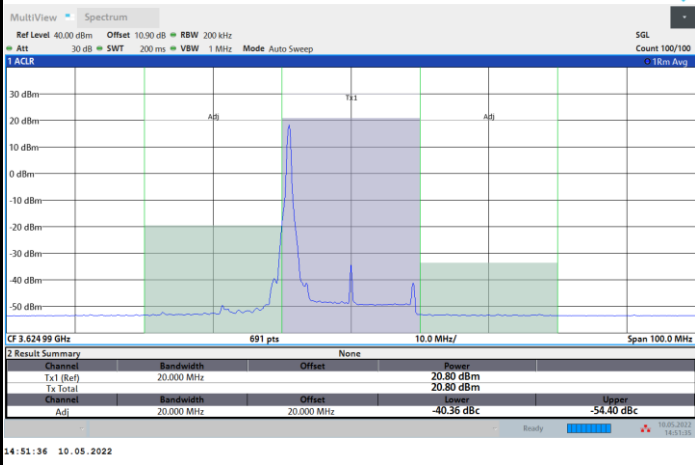 MultiView Spectrum
Ref Level 40.00 dBm Offset 10.90 dB RBW 200 kHz SGL
Att 30 dB SWT 200 ms VBW 1 MHz Mode Auto Sweep Count 100/100
1 ACLR 1Rm Avg
30 dBm
Tx1
20 dBm Adj Adj
10 dBm
0 dBm
-10 dBm
-20 dBm
-30 dBm
-40 dBm
-50 dBm
CF 3.624 99 GHz 691 pts 10.0 MHz/ Span 100.0 MHz
2 Result Summary None
Channel Bandwidth Offset Power
Tx1 (Ref) 20.000 MHz 20.80 dBm
Tx Total 20.80 dBm
Channel Bandwidth Offset Lower Upper
Adj 20.000 MHz 20.000 MHz -40.36 dBc -54.40 dBc
Ready 10.05.2022
14:51:35
14:51:36 10.05.2022